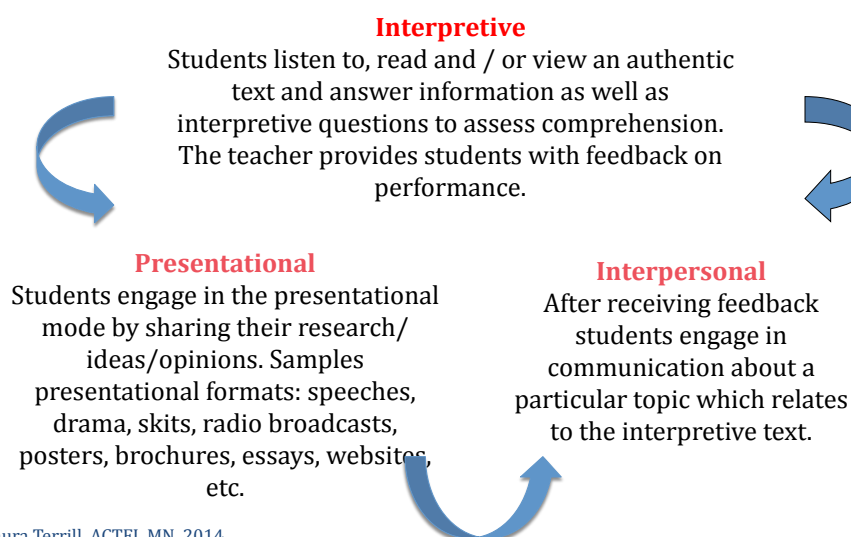 Interpretive
Students listen to, read and / or view an authentic
text and answer information as well as
interpretive questions to assess comprehension.
The teacher provides students with feedback on
performance.
Presentational
Students engage in the presentational
mode by sharing their research/
ideas/opinions. Samples
presentational formats: speeches,
drama, skits, radio broadcasts,
posters, brochures, essays, websites,
etc.
Interpersonal
After receiving feedback
students engage in
communication about a
particular topic which relates
to the interpretive text.
Terrill, ACTFL MN, 2014